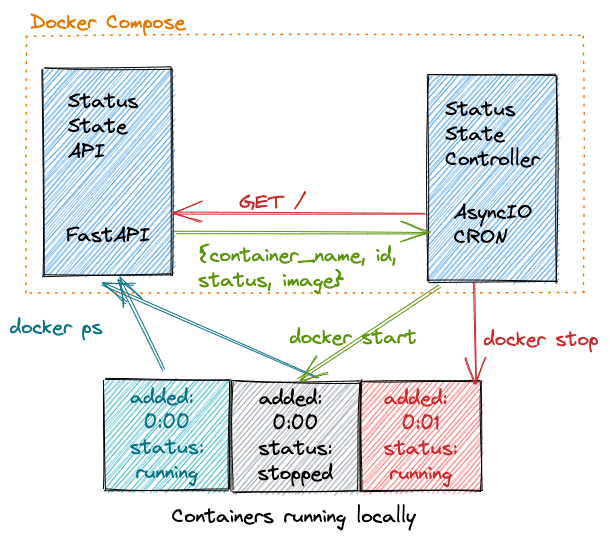 Docker Compose
Status
State
API
FastAPI
Status
State
Controller
AsyncIO
CRON
GET /
{container_name, id,
status, image}
docker ps
docker start
docker stop
added:
0:00
status:
running
added:
0:00
status:
stopped
added:
0:01
status:
running
Containers running locally